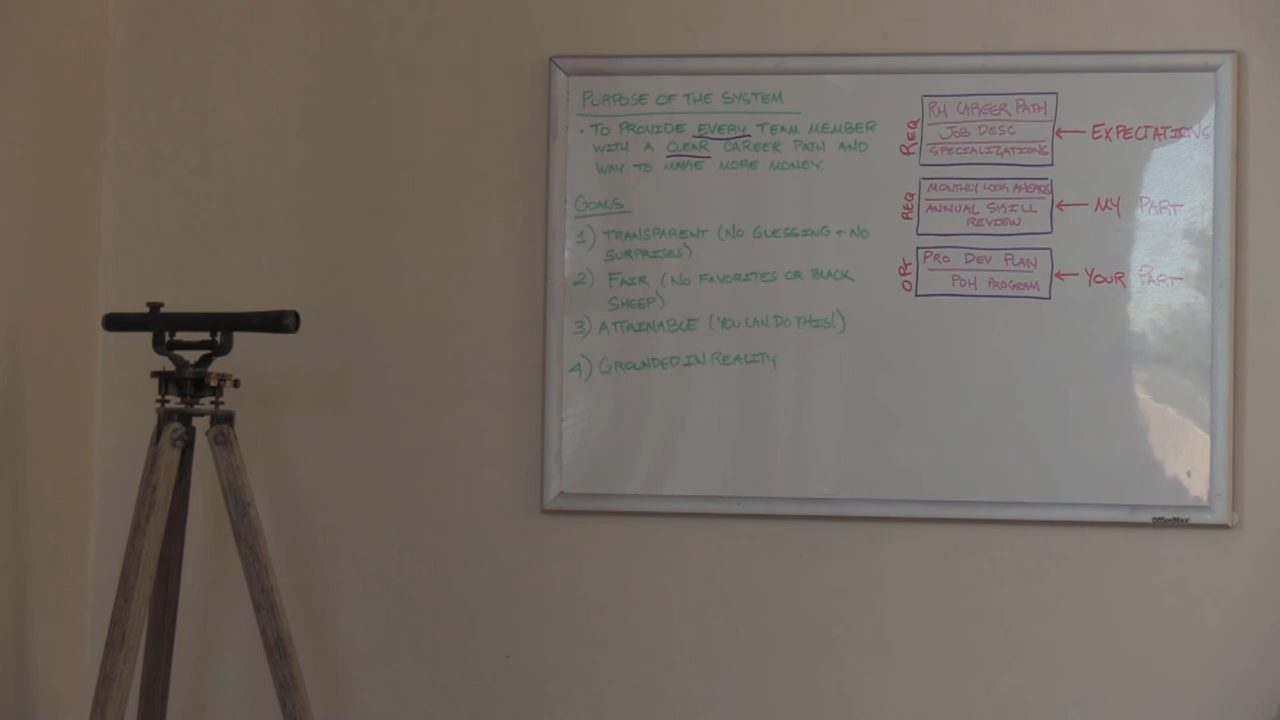 PURPOSE OF THE SYSTEM
• TO PROVIDE EVERY TEAM MEMBER
WITH A CLEAR CAREER PATH AND
WAY TO MAKE MORE MONEY.
GOALS
1) TRANSPARENT (NO GUESSING + NO
SURPRISES)
2) FAIR (NO FAVORITES OR BLACK
SHEEP)
3) ATTAINABLE (YOU CAN DO THIS!)
4) GROUNDED IN REALITY
REQ
RH CAREER PATH
JOB DESC
SPECIALIZATIONS
← EXPECTATIONS
REQ
MONTHLY LOOK AHEADS
ANNUAL SKILL
REVIEW
← MY PART
OPT
PRO DEV PLAN
PDH PROGRAM
← YOUR PART
OfficeMax